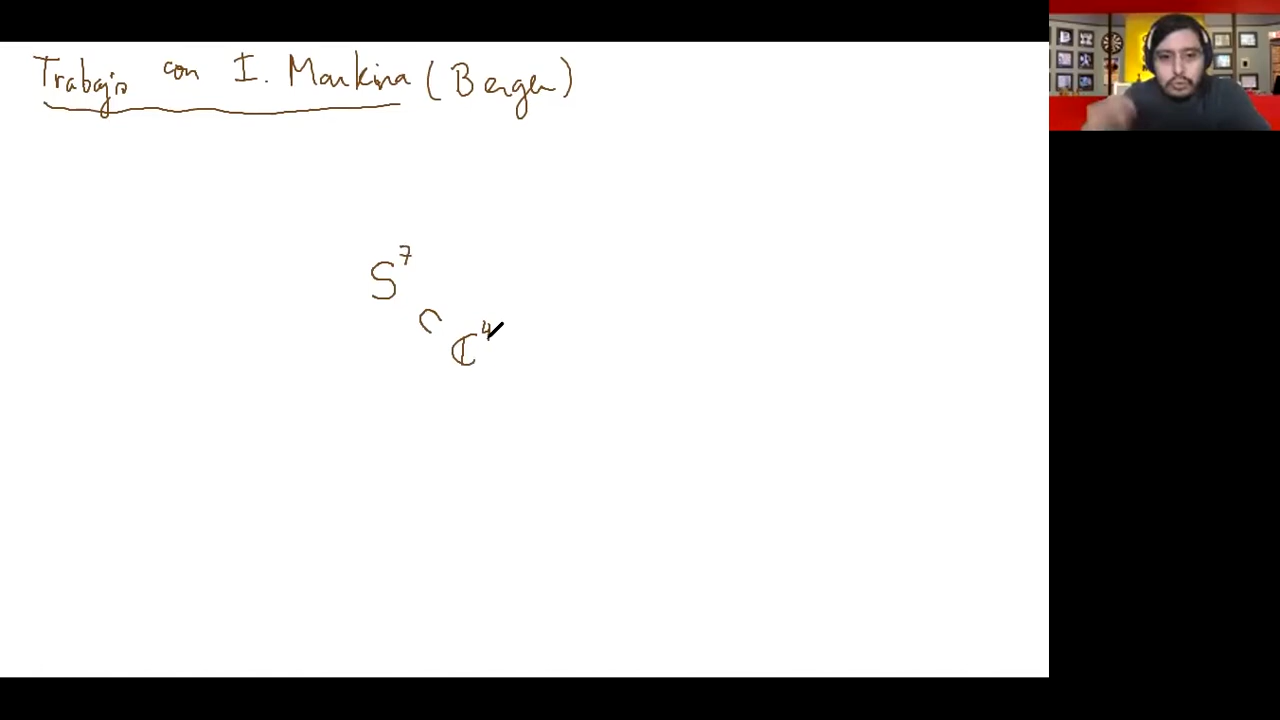 Trabajo con I. Markina (Bergen)
S⁷
⊂
ℂ⁴